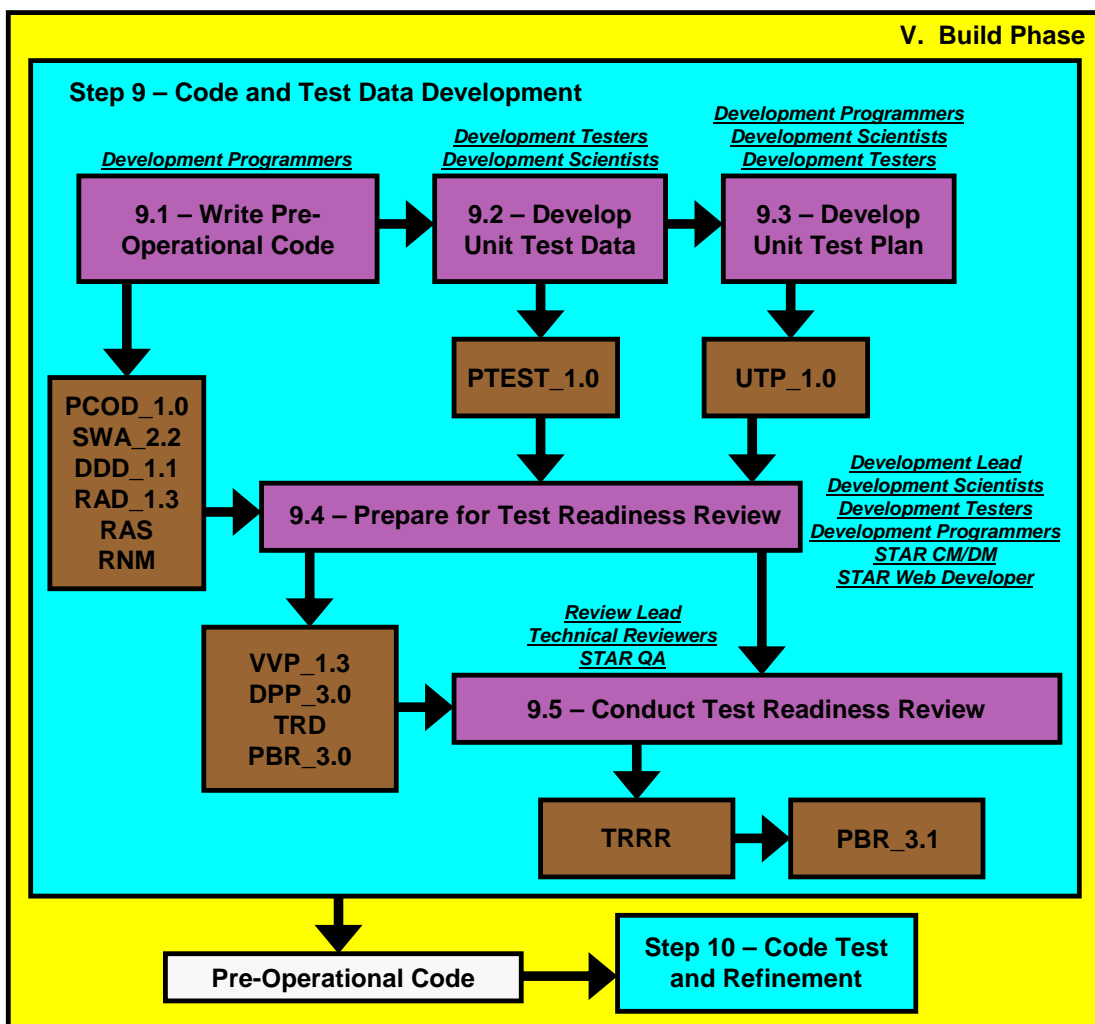 V. Build Phase
Step 9 – Code and Test Data Development
Development Programmers
Development Testers
Development Scientists
Development Programmers
Development Scientists
Development Testers
9.1 – Write Pre-
Operational Code
9.2 – Develop
Unit Test Data
9.3 – Develop
Unit Test Plan
PCOD_1.0
SWA_2.2
DDD_1.1
RAD_1.3
RAS
RNM
PTEST_1.0
UTP_1.0
9.4 – Prepare for Test Readiness Review
Development Lead
Development Scientists
Development Testers
Development Programmers
STAR CM/DM
STAR Web Developer
VVP_1.3
DPP_3.0
TRD
PBR_3.0
Review Lead
Technical Reviewers
STAR QA
9.5 – Conduct Test Readiness Review
TRRR
PBR_3.1
Pre-Operational Code
Step 10 – Code Test
and Refinement